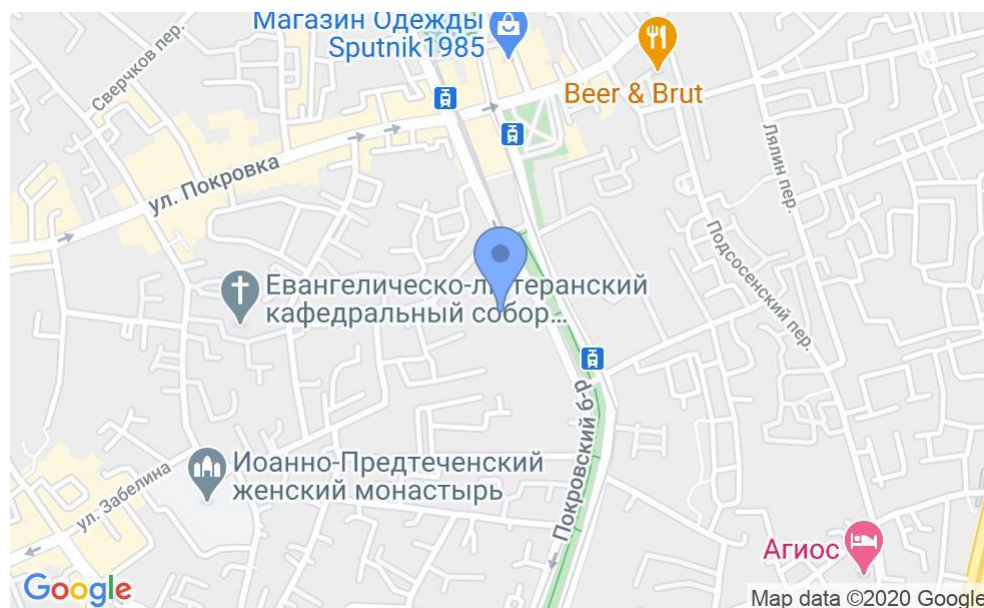 Магазин Одежды
Sputnik1985
Сверчков пер.
Beer & Brut
ул. Покровка
Лялин пер.
Подсосенский пер.
Евангелическо-лютеранский
кафедральный собор...
Покровский б-р
Иоанно-Предтеченский
женский монастырь
ул. Забелина
Агиос
Google
Map data ©2020 Google